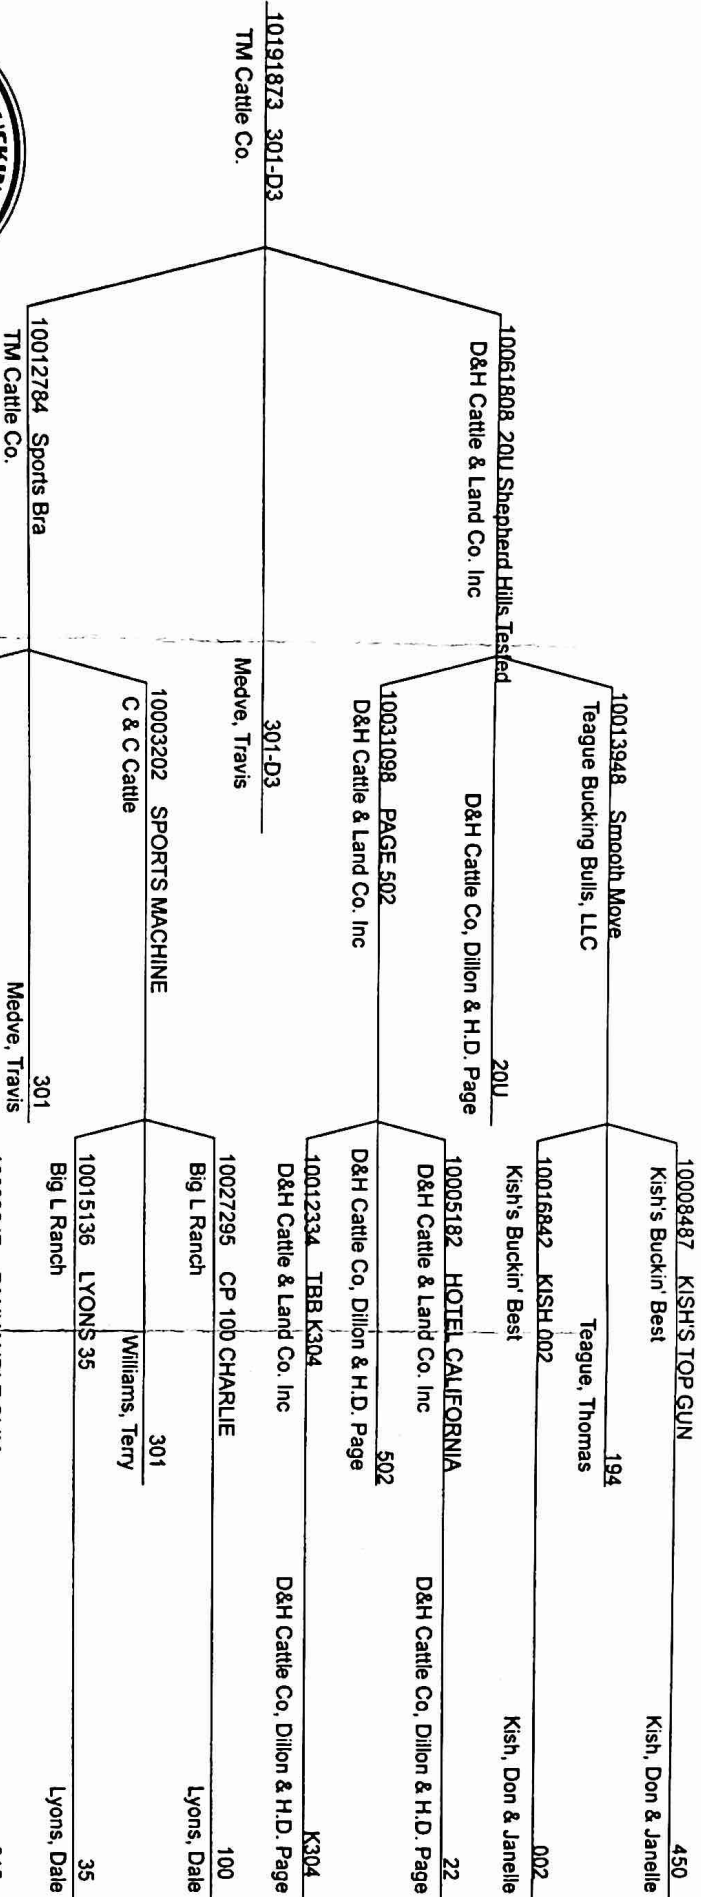 10008487 KISH'S TOP GUN 450
Kish's Buckin' Best Kish, Don & Janelle
10013948 Smooth Move 194
Teague Bucking Bulls, LLC Teague, Thomas
10016842 KISH 002 002
Kish's Buckin' Best Kish, Don & Janelle
10061808 20U Shepherd Hills Tested 20U
D&H Cattle & Land Co. Inc D&H Cattle Co, Dillon & H.D. Page
10005182 HOTEL CALIFORNIA 22
D&H Cattle & Land Co. Inc D&H Cattle Co, Dillon & H.D. Page
10031098 PAGE 502 502
D&H Cattle & Land Co. Inc D&H Cattle Co, Dillon & H.D. Page
10012334 TBB K304 K304
D&H Cattle & Land Co. Inc D&H Cattle Co, Dillon & H.D. Page
10191873 301-D3 301-D3
TM Cattle Co. Medve, Travis
10027295 CP 100 CHARLIE 100
Big L Ranch Lyons, Dale
10003202 SPORTS MACHINE 301
C & C Cattle Williams, Terry
10015136 LYONS 35 35
Big L Ranch Lyons, Dale
10012784 Sports Bra 301
TM Cattle Co. Medve, Travis